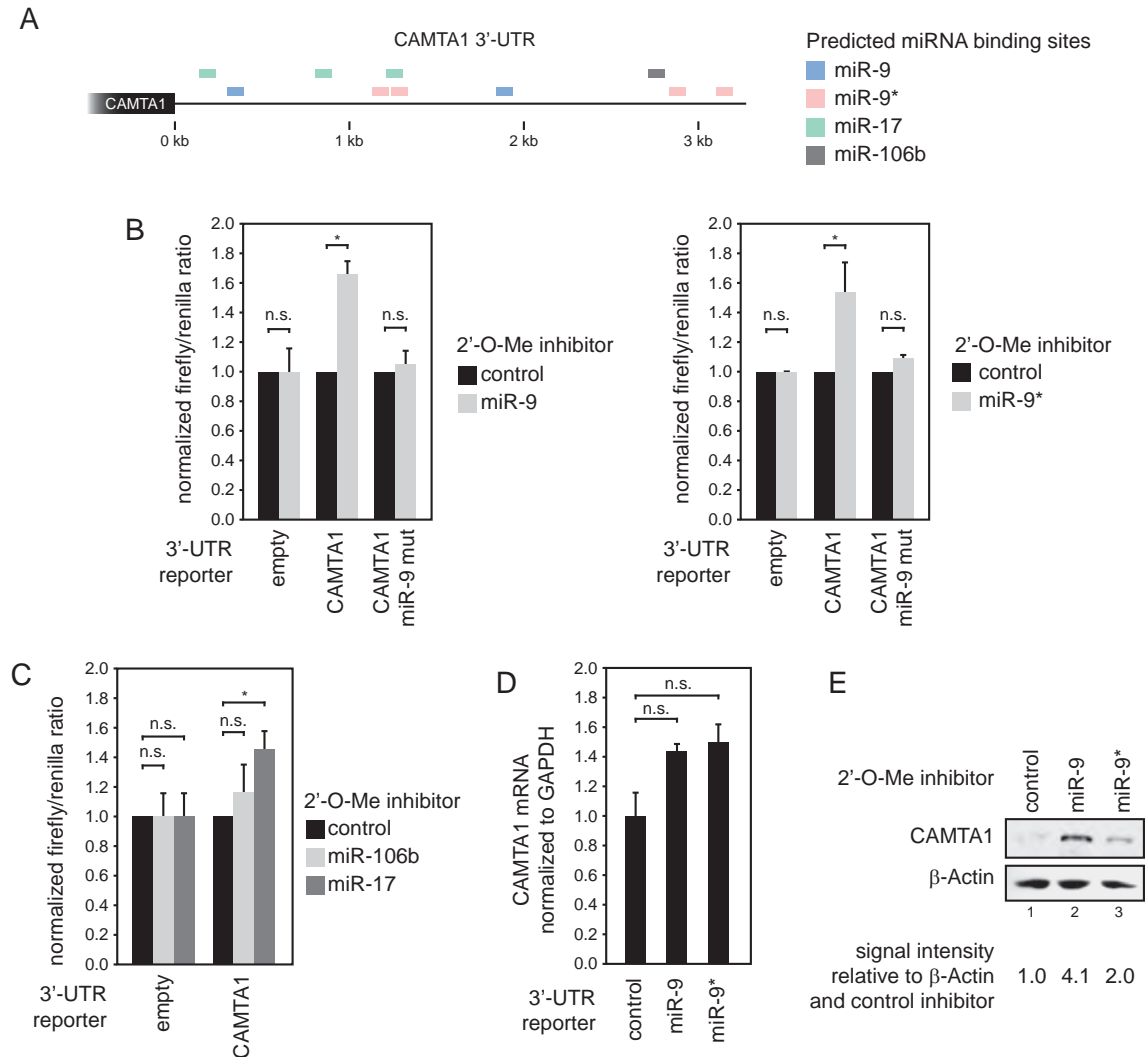 A
CAMTA1 3'-UTR
Predicted miRNA binding sites
miR-9
miR-9*
miR-17
miR-106b
CAMTA1
0 kb
1 kb
2 kb
3 kb
B
normalized firefly/renilla ratio
2.0
1.8
1.6
1.4
1.2
1.0
0.8
0.6
0.4
0.2
0.0
n.s.
*
n.s.
2'-O-Me inhibitor
control
miR-9
3'-UTR
reporter
empty
CAMTA1
CAMTA1
miR-9 mut
normalized firefly/renilla ratio
2.0
1.8
1.6
1.4
1.2
1.0
0.8
0.6
0.4
0.2
0.0
n.s.
*
n.s.
2'-O-Me inhibitor
control
miR-9*
3'-UTR
reporter
empty
CAMTA1
CAMTA1
miR-9 mut
C
normalized firefly/renilla ratio
2.0
1.8
1.6
1.4
1.2
1.0
0.8
0.6
0.4
0.2
0.0
n.s.
n.s.
*
n.s.
2'-O-Me inhibitor
control
miR-106b
miR-17
3'-UTR
reporter
empty
CAMTA1
D
CAMTA1 mRNA
normalized to GAPDH
2.0
1.8
1.6
1.4
1.2
1.0
0.8
0.6
0.4
0.2
0.0
n.s.
n.s.
3'-UTR
reporter
control
miR-9
miR-9*
E
2'-O-Me inhibitor
control
miR-9
miR-9*
CAMTA1
β-Actin
1 2 3
signal intensity
relative to β-Actin
and control inhibitor
1.0 4.1 2.0